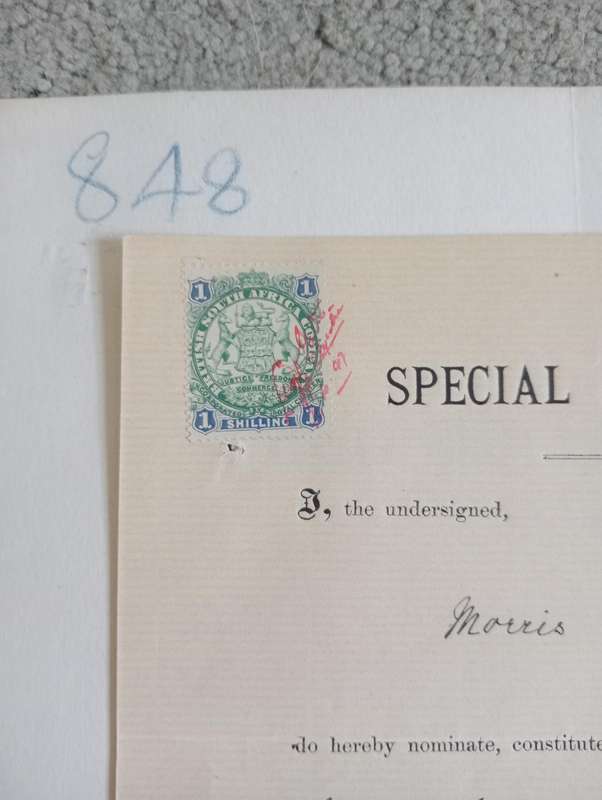 848
1 1
BRITISH SOUTH AFRICA COMPANY
JUSTICE FREEDOM
COMMERCE
1 SHILLING 1
97
SPECIAL
I, the undersigned,
Morris
do hereby nominate, constitute